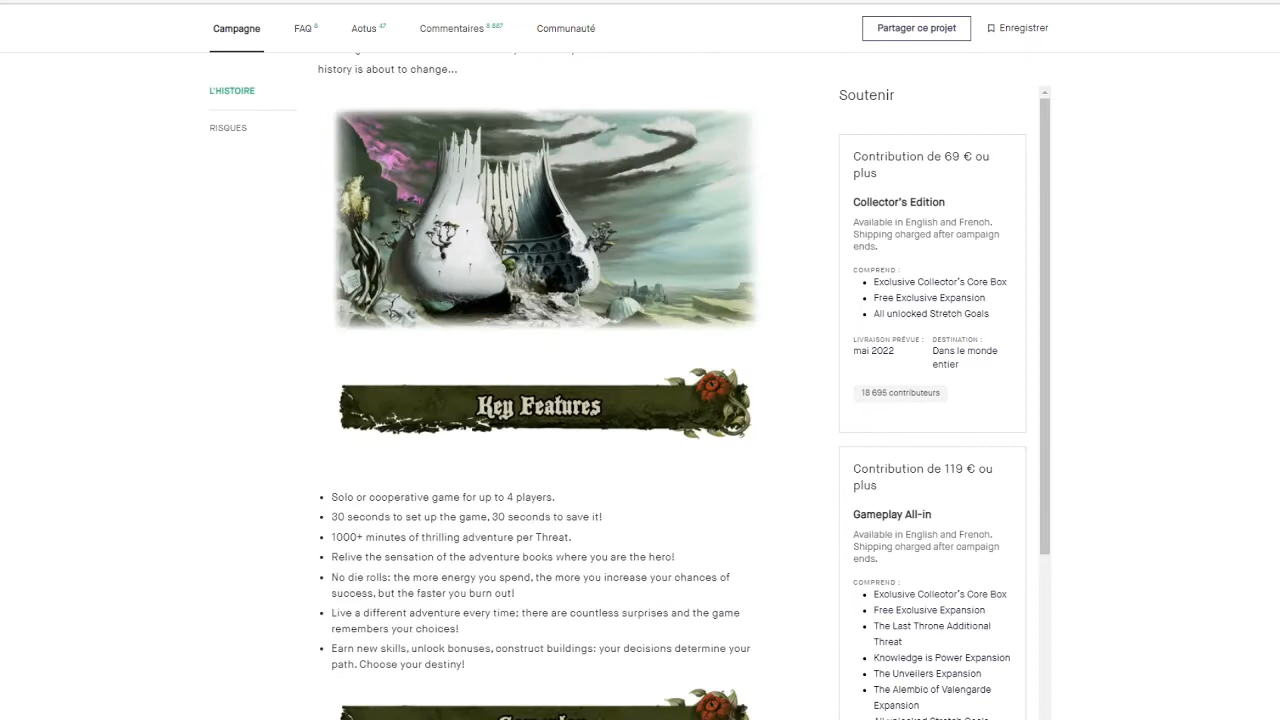 Campagne
FAQ 8
Actus 47
Commentaires 8 887
Communauté
Partager ce projet
Enregistrer
history is about to change...
L'HISTOIRE
RISQUES
Key Features
Solo or cooperative game for up to 4 players.
30 seconds to set up the game, 30 seconds to save it!
1000+ minutes of thrilling adventure per Threat.
Relive the sensation of the adventure books where you are the hero!
No die rolls: the more energy you spend, the more you increase your chances of
success, but the faster you burn out!
Live a different adventure every time; there are countless surprises and the game
remembers your choices!
Earn new skills, unlock bonuses, construct buildings: your decisions determine your
path. Choose your destiny!
Soutenir
Contribution de 69 € ou
plus
Collector's Edition
Available in English and French.
Shipping charged after campaign
ends.
COMPREND :
Exclusive Collector's Core Box
Free Exclusive Expansion
All unlocked Stretch Goals
LIVRAISON PRÉVUE :
mai 2022
DESTINATION :
Dans le monde
entier
18 695 contributeurs
Contribution de 119 € ou
plus
Gameplay All-in
Available in English and French.
Shipping charged after campaign
ends.
COMPREND :
Exclusive Collector's Core Box
Free Exclusive Expansion
The Last Throne Additional
Threat
Knowledge is Power Expansion
The Unveilers Expansion
The Alembic of Valengarde
Expansion
All unlocked Stretch Goals